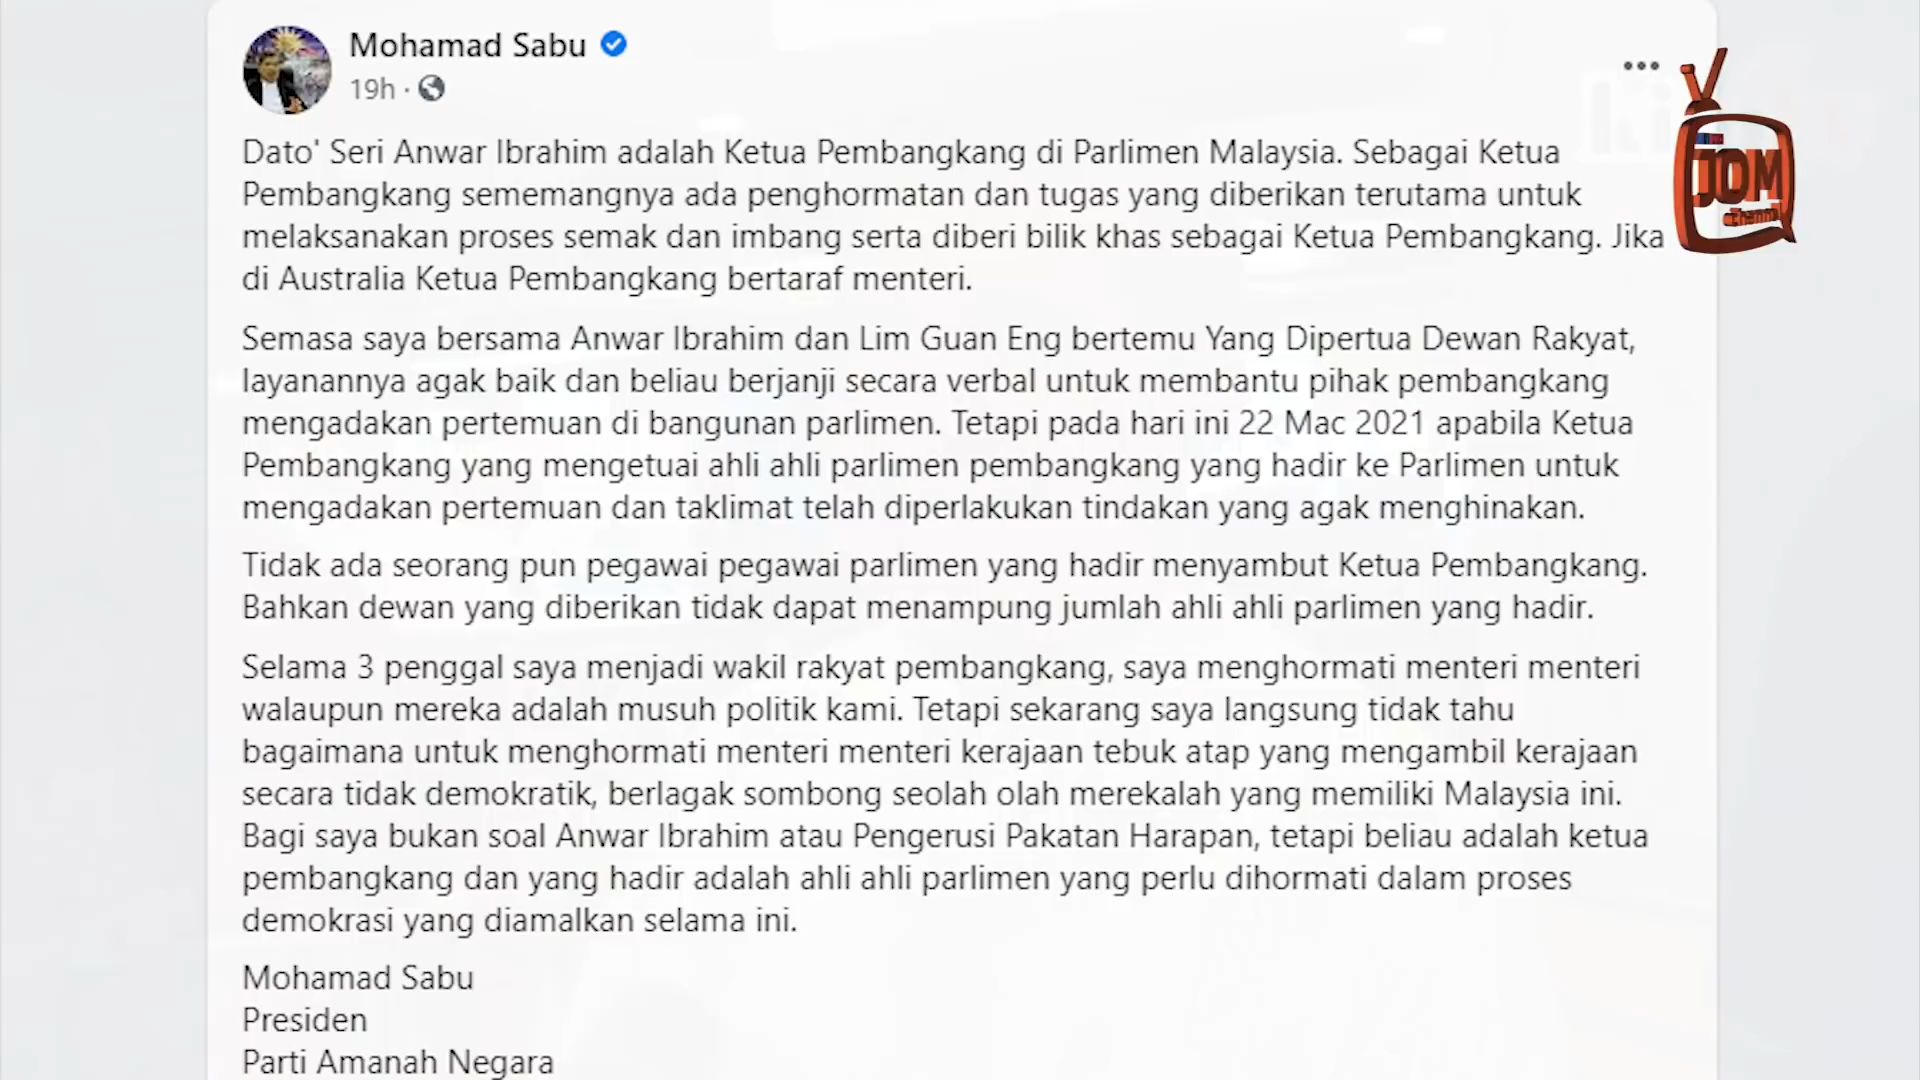 Mohamad Sabu
19h ·
Dato' Seri Anwar Ibrahim adalah Ketua Pembangkang di Parlimen Malaysia. Sebagai Ketua
Pembangkang sememangnya ada penghormatan dan tugas yang diberikan terutama untuk
melaksanakan proses semak dan imbang serta diberi bilik khas sebagai Ketua Pembangkang. Jika
di Australia Ketua Pembangkang bertaraf menteri.
Semasa saya bersama Anwar Ibrahim dan Lim Guan Eng bertemu Yang Dipertua Dewan Rakyat,
layanannya agak baik dan beliau berjanji secara verbal untuk membantu pihak pembangkang
mengadakan pertemuan di bangunan parlimen. Tetapi pada hari ini 22 Mac 2021 apabila Ketua
Pembangkang yang mengetuai ahli ahli parlimen pembangkang yang hadir ke Parlimen untuk
mengadakan pertemuan dan taklimat telah diperlakukan tindakan yang agak menghinakan.
Tidak ada seorang pun pegawai pegawai parlimen yang hadir menyambut Ketua Pembangkang.
Bahkan dewan yang diberikan tidak dapat menampung jumlah ahli ahli parlimen yang hadir.
Selama 3 penggal saya menjadi wakil rakyat pembangkang, saya menghormati menteri menteri
walaupun mereka adalah musuh politik kami. Tetapi sekarang saya langsung tidak tahu
bagaimana untuk menghormati menteri menteri kerajaan tebuk atap yang mengambil kerajaan
secara tidak demokratik, berlagak sombong seolah olah merekalah yang memiliki Malaysia ini.
Bagi saya bukan soal Anwar Ibrahim atau Pengerusi Pakatan Harapan, tetapi beliau adalah ketua
pembangkang dan yang hadir adalah ahli ahli parlimen yang perlu dihormati dalam proses
demokrasi yang diamalkan selama ini.
Mohamad Sabu
Presiden
Parti Amanah Negara
JOM
channel